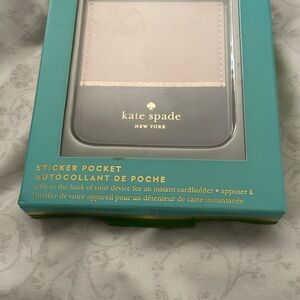 kate spade
NEW YORK
STICKER POCKET
AUTOCOLLANT DE POCHE
affix to the back of your device for an instant cardholder • apposer à
l'arrière de votre appareil pour un détenteur de carte instantanée